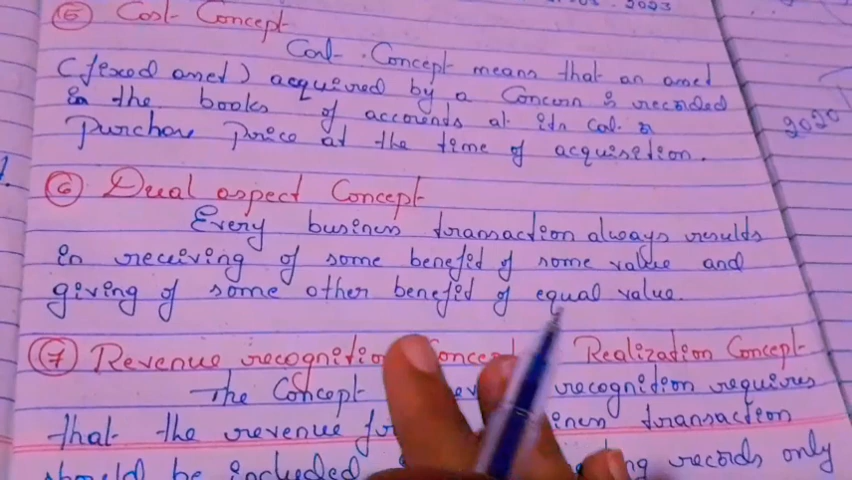 2023
⑤ Cost Concept
Cost Concept means that an asset
(fixed asset) acquired by a Concern is recorded
in the books of accounts at its Cost or
Purchase Price at the time of acquisition.
2020
⑥ Dual aspect Concept
Every business transaction always results
in receiving of some benefit of some value and
giving of some other benefit of equal value.
⑦ Revenue recognition Concept Realization Concept
The Concept recognition requires
that the revenue transaction
should be included records only